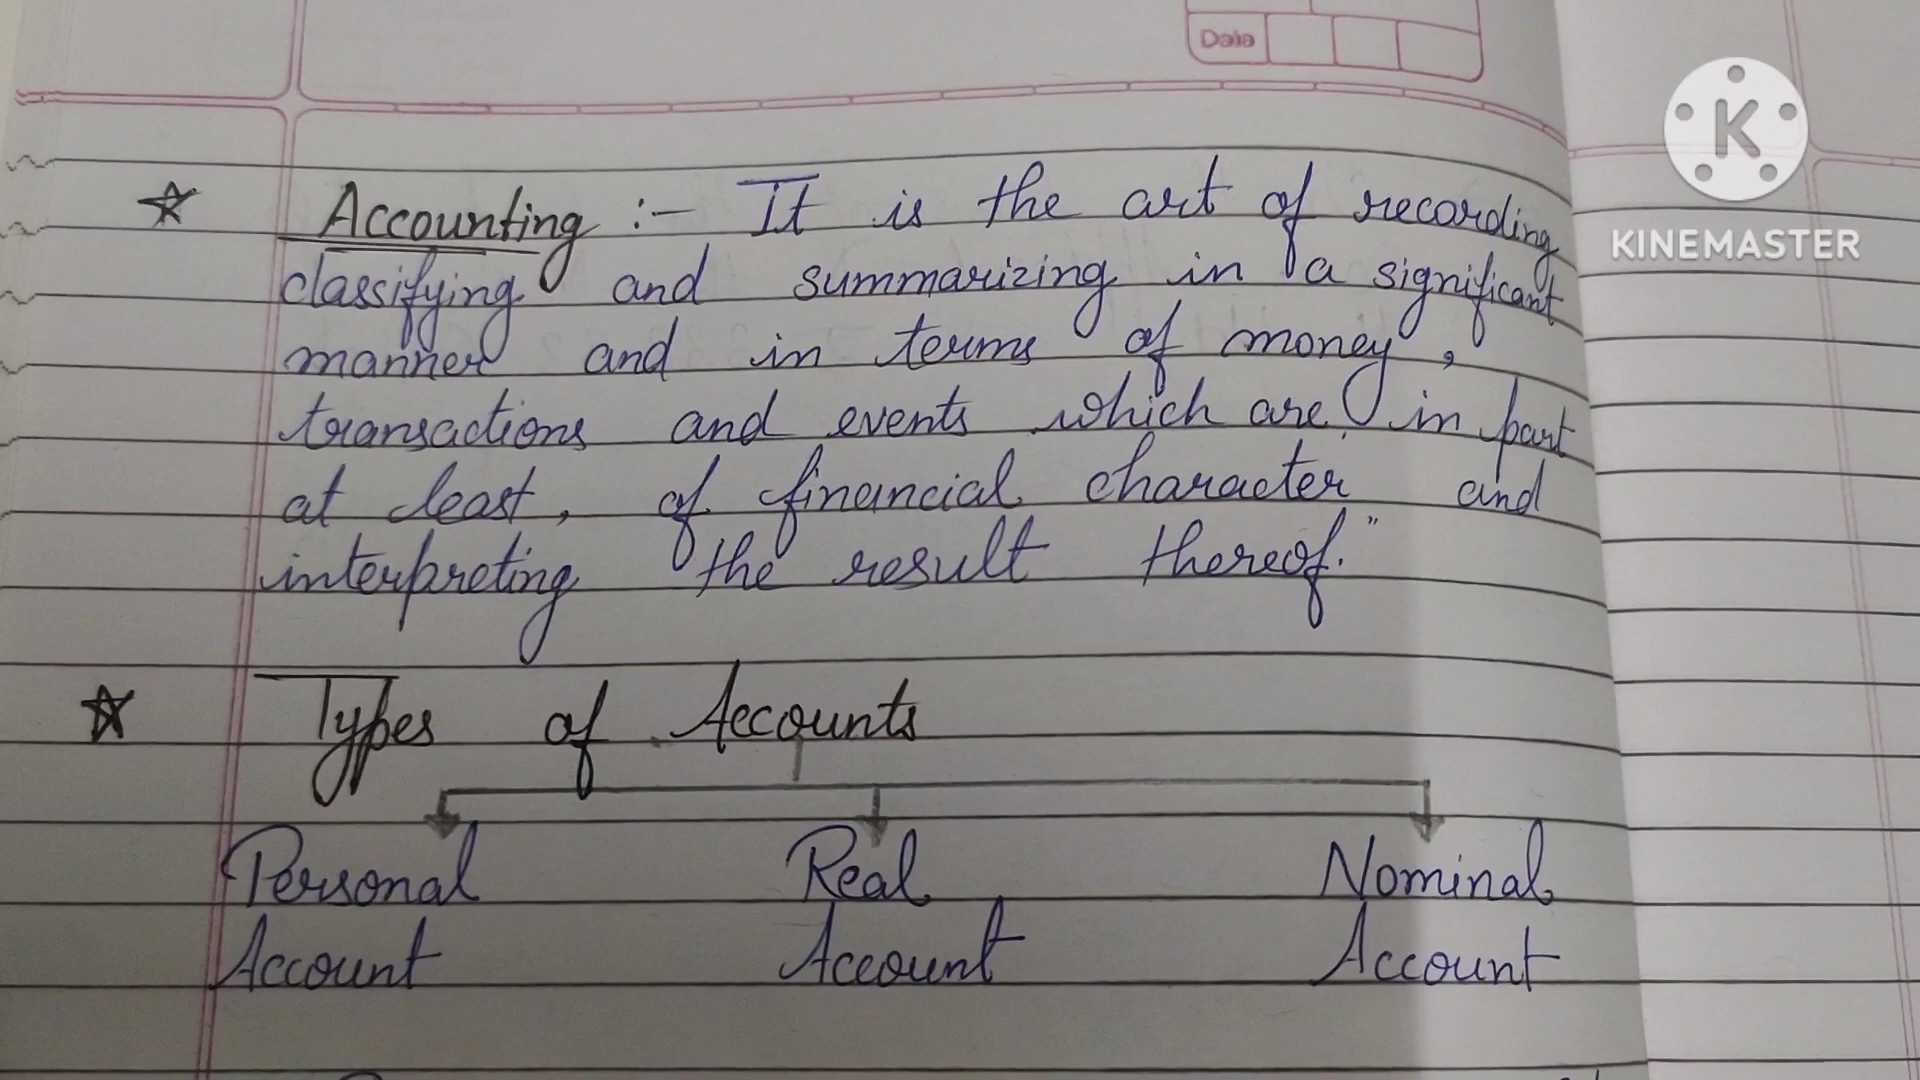 Date
K
KINEMASTER
☆ Accounting :- It is the art of recording
classifying and summarizing in a significant
manner and in terms of money,
transactions and events which are in part
at least, of financial character and
interpreting the result thereof."
☆ Types of Accounts
Personal Real Nominal
Account Account Account